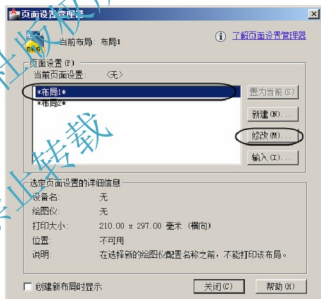 页面设置管理器
当前布局: 布局1
了解页面设置管理器
DWG
页面设置(P)
当前页面设置: <无>
*布局1*
*布局2*
置为当前(S)
新建(N)...
修改(M)...
输入(I)...
选定页面设置的详细信息
设备名: 无
绘图仪: 无
打印大小: 210.00 x 297.00 毫米 (横向)
位置: 不可用
说明: 在选择新的绘图仪配置名称之前，不能打印该布局。
创建新布局时显示
关闭(C)
帮助(H)